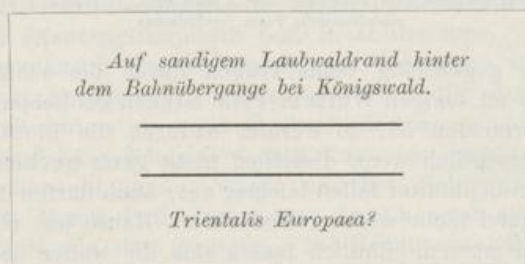 Auf sandigem Laubwaldrand hinter
dem Bahnübergange bei Königswald.
Trientalis Europaea?